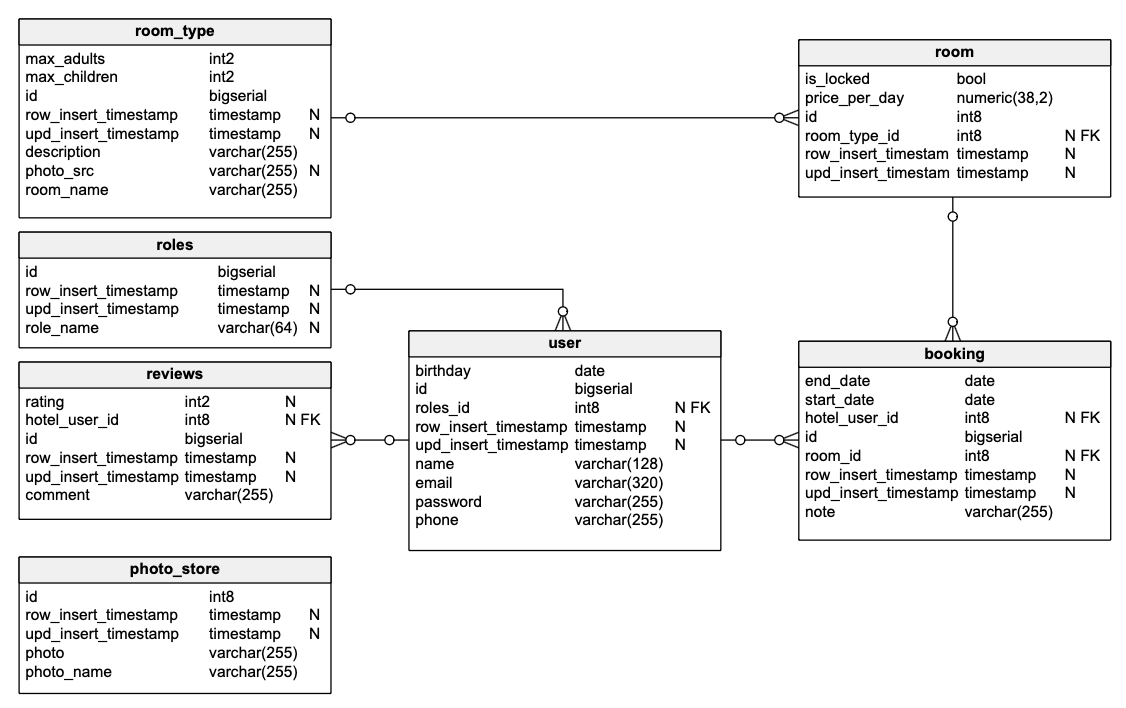 room_type
max_adults int2
max_children int2
id bigserial
row_insert_timestamp timestamp N
upd_insert_timestamp timestamp N
description varchar(255)
photo_src varchar(255) N
room_name varchar(255)
room
is_locked bool
price_per_day numeric(38,2)
id int8
room_type_id int8 N FK
row_insert_timestam timestamp N
upd_insert_timestam timestamp N
roles
id bigserial
row_insert_timestamp timestamp N
upd_insert_timestamp timestamp N
role_name varchar(64) N
reviews
rating int2 N
hotel_user_id int8 N FK
id bigserial
row_insert_timestamp timestamp N
upd_insert_timestamp timestamp N
comment varchar(255)
user
birthday date
id bigserial
roles_id int8 N FK
row_insert_timestamp timestamp N
upd_insert_timestamp timestamp N
name varchar(128)
email varchar(320)
password varchar(255)
phone varchar(255)
booking
end_date date
start_date date
hotel_user_id int8 N FK
id bigserial
room_id int8 N FK
row_insert_timestamp timestamp N
upd_insert_timestamp timestamp N
note varchar(255)
photo_store
id int8
row_insert_timestamp timestamp N
upd_insert_timestamp timestamp N
photo varchar(255)
photo_name varchar(255)